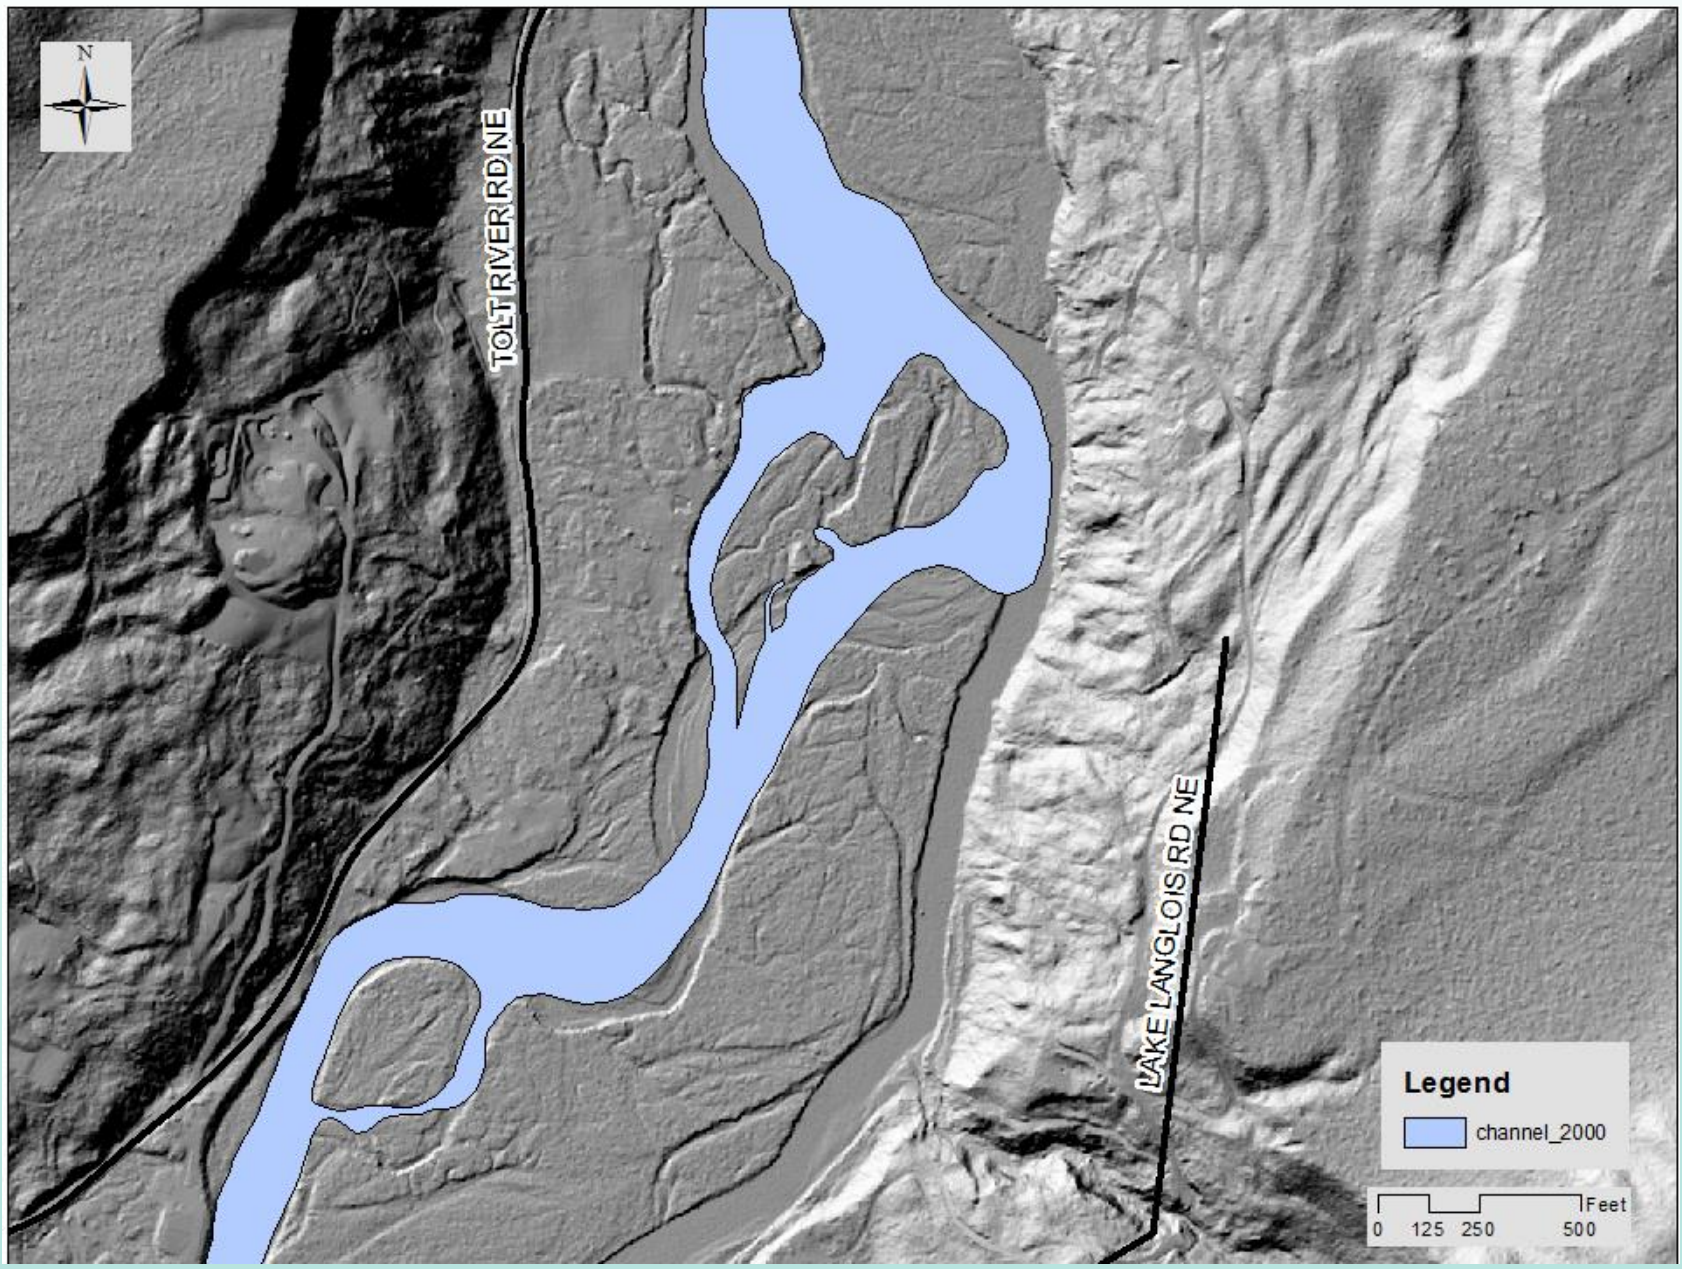 N
TOLT RIVER RD NE
LAKE LANGLOIS RD NE
Legend
channel_2000
Feet
0 125 250 500